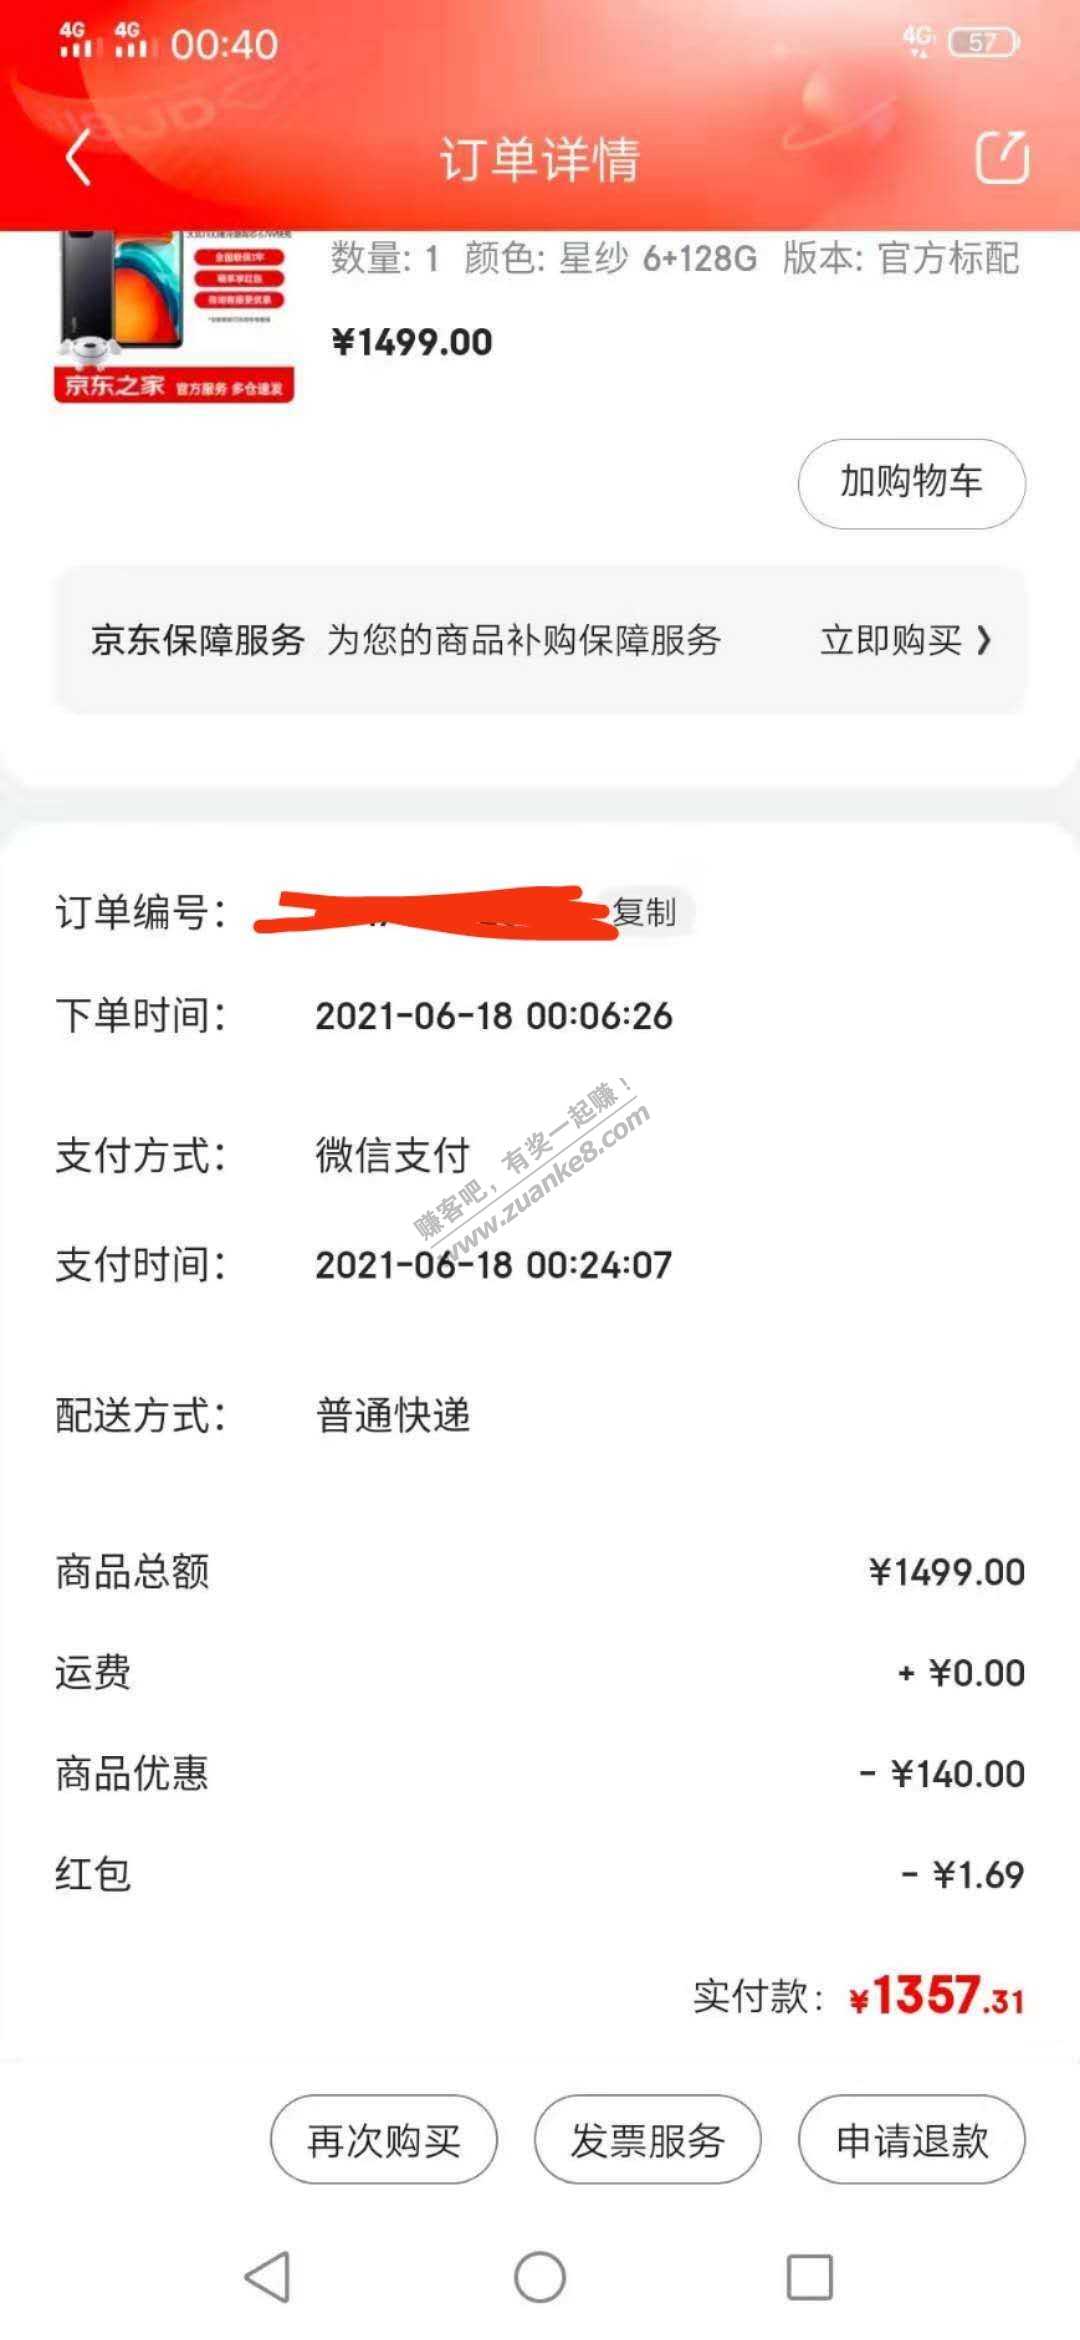 4G 4G 00:40 4G 57
订单详情
全国联保1年
数量: 1 颜色: 星纱 6+128G 版本: 官方标配
¥1499.00
京东之家 官方服务 多仓速发
加购物车
京东保障服务 为您的商品补购保障服务 立即购买
订单编号: 复制
下单时间: 2021-06-18 00:06:26
支付方式: 微信支付
赚客吧，有奖一起赚！
www.zuanke8.com
支付时间: 2021-06-18 00:24:07
配送方式: 普通快递
商品总额 ¥1499.00
运费 + ¥0.00
商品优惠 - ¥140.00
红包 - ¥1.69
实付款: ¥1357.31
再次购买 发票服务 申请退款